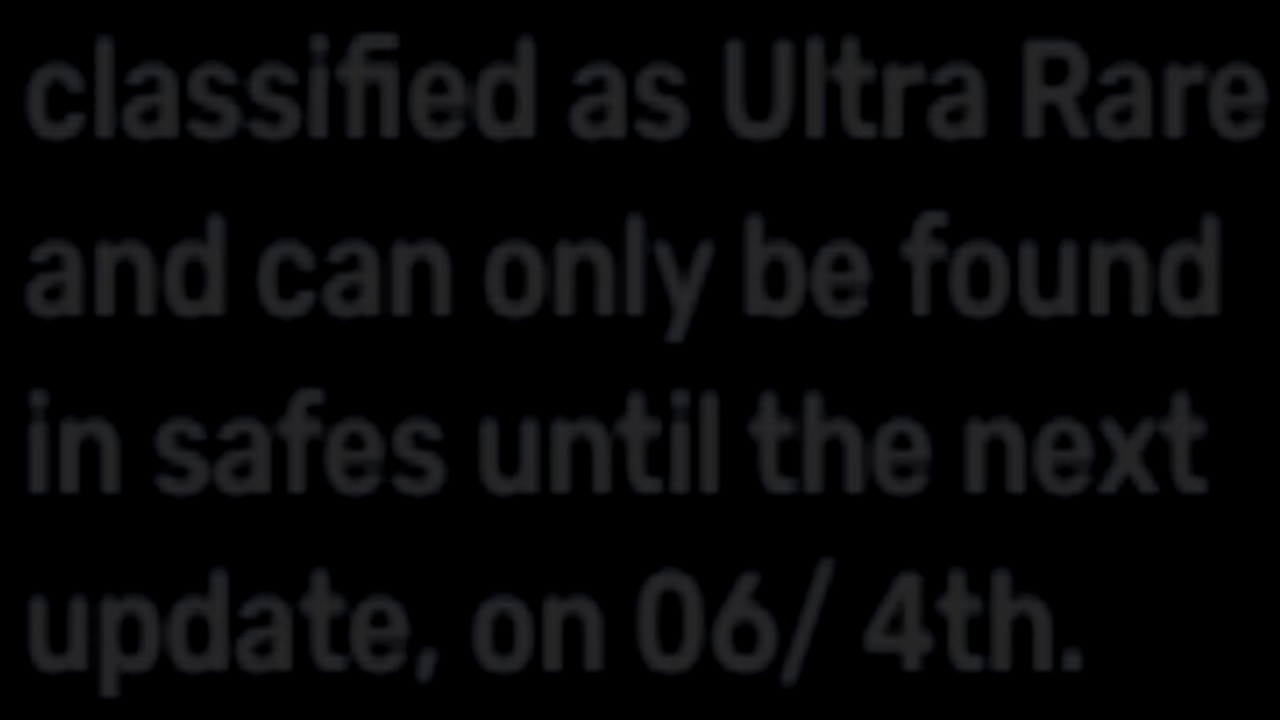 classified as Ultra Rare
and can only be found
in safes until the next
update, on 06/ 4th.